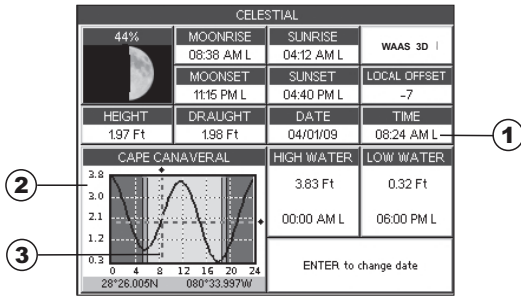 CELESTIAL
44% MOONRISE SUNRISE WAAS 3D
08:38 AM L 04:12 AM L
MOONSET SUNSET LOCAL OFFSET
11:15 PM L 04:40 PM L -7
HEIGHT DRAUGHT DATE TIME
1.97 Ft 1.98 Ft 04/01/09 08:24 AM L 1
CAPE CANAVERAL HIGH WATER LOW WATER
2 3.8
3.83 Ft 0.32 Ft
3.0
2.1
00:00 AM L 06:00 PM L
1.2
3 0.3
0 4 8 12 16 20 24
ENTER to change date
28°26.005N 080°33.997W